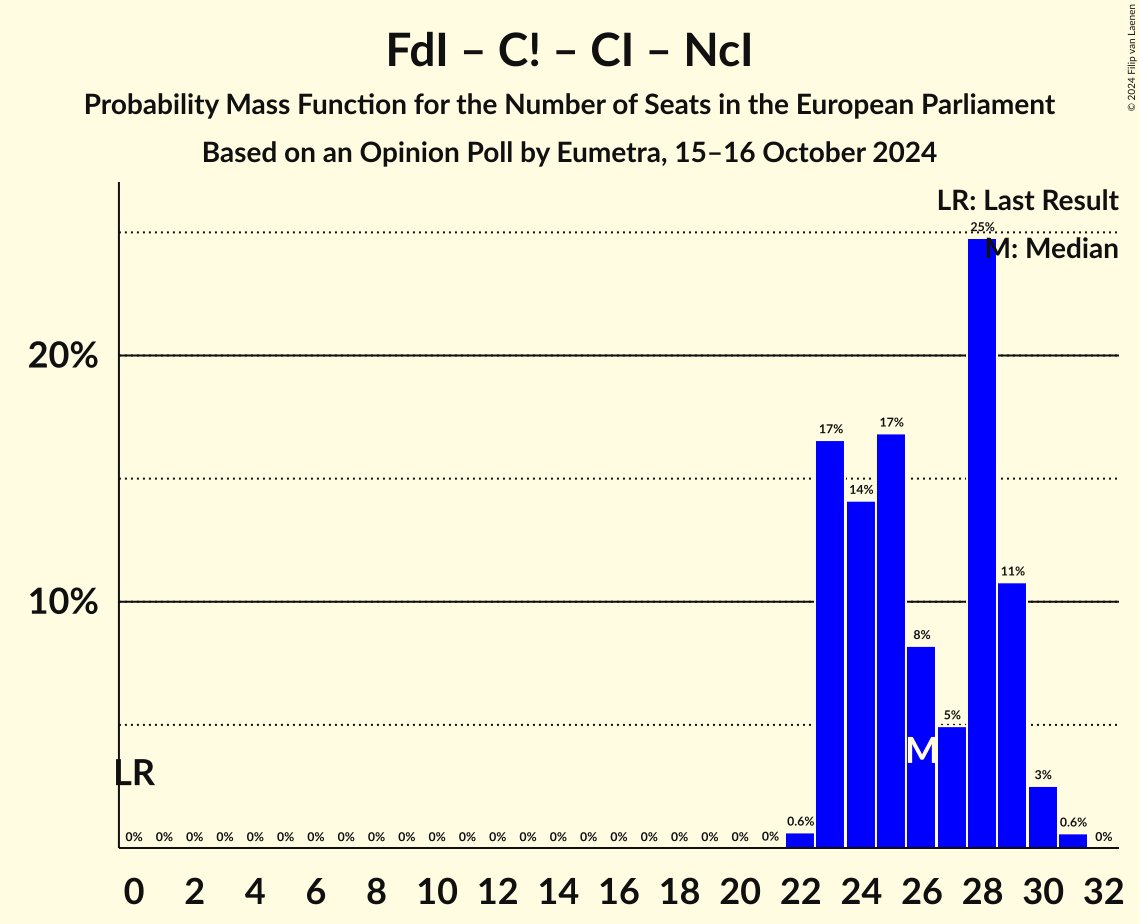 FdI – C! – CI – NcI
Probability Mass Function for the Number of Seats in the European Parliament
Based on an Opinion Poll by Eumetra, 15–16 October 2024
© 2024 Filip van Laenen
LR: Last Result
M: Median
25%
20%
17%
17%
14%
11%
10%
8%
5%
M
LR
3%
0% 0% 0% 0% 0% 0% 0% 0% 0% 0% 0% 0% 0% 0% 0% 0% 0% 0% 0% 0% 0% 0% 0.6% 0.6% 0%
0 2 4 6 8 10 12 14 16 18 20 22 24 26 28 30 32